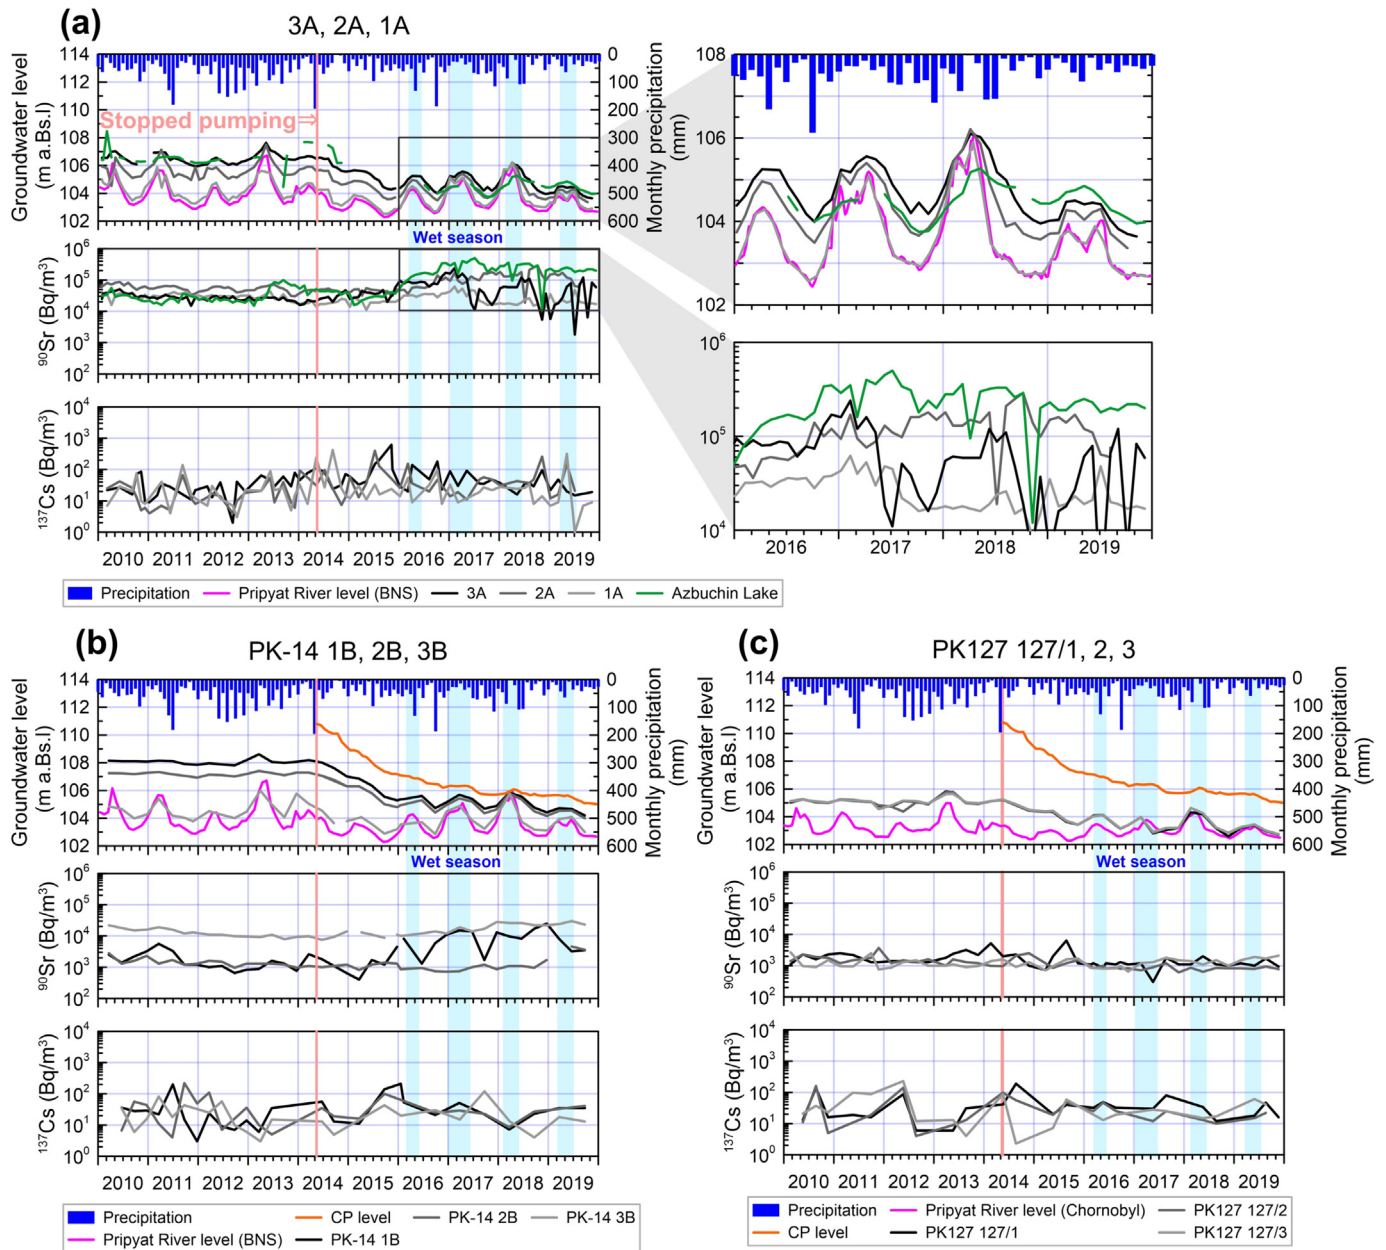 (a)
3A, 2A, 1A
Groundwater level
(m a.Bs.l)
114
112
110
108
106
104
102
0
100
200
300
400
500
600
Monthly precipitation
(mm)
Stopped pumping⇒
Wet season
108
106
104
102
⁹⁰Sr (Bq/m³)
10⁶
10⁵
10⁴
10³
10²
10⁶
10⁵
10⁴
2016 2017 2018 2019
¹³⁷Cs (Bq/m³)
10⁴
10³
10²
10¹
10⁰
2010 2011 2012 2013 2014 2015 2016 2017 2018 2019
Precipitation Pripyat River level (BNS) 3A 2A 1A Azbuchin Lake
(b)
PK-14 1B, 2B, 3B
Groundwater level
(m a.Bs.l)
114
112
110
108
106
104
102
0
100
200
300
400
500
600
Monthly precipitation
(mm)
Wet season
⁹⁰Sr (Bq/m³)
10⁶
10⁵
10⁴
10³
10²
¹³⁷Cs (Bq/m³)
10⁴
10³
10²
10¹
10⁰
2010 2011 2012 2013 2014 2015 2016 2017 2018 2019
Precipitation CP level PK-14 2B PK-14 3B
Pripyat River level (BNS) PK-14 1B
(c)
PK127 127/1, 2, 3
Groundwater level
(m a.Bs.l)
114
112
110
108
106
104
102
0
100
200
300
400
500
600
Monthly precipitation
(mm)
Wet season
⁹⁰Sr (Bq/m³)
10⁶
10⁵
10⁴
10³
10²
¹³⁷Cs (Bq/m³)
10⁴
10³
10²
10¹
10⁰
2010 2011 2012 2013 2014 2015 2016 2017 2018 2019
Precipitation Pripyat River level (Chornobyl) PK127 127/2
CP level PK127 127/1 PK127 127/3